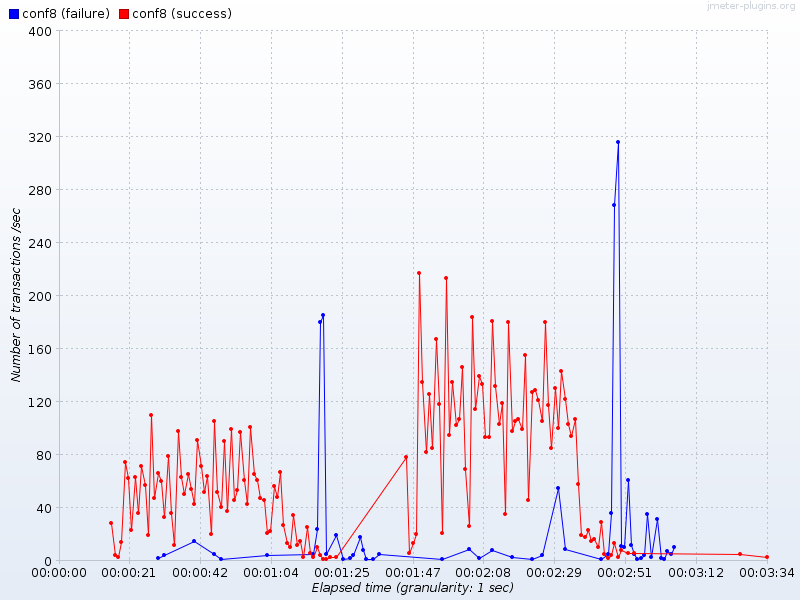 jmeter-plugins.org
conf8 (failure) conf8 (success)
400
360
320
280
240
200
160
120
80
40
0
Number of transactions /sec
00:00:00 00:00:21 00:00:42 00:01:04 00:01:25 00:01:47 00:02:08 00:02:29 00:02:51 00:03:12 00:03:34
Elapsed time (granularity: 1 sec)